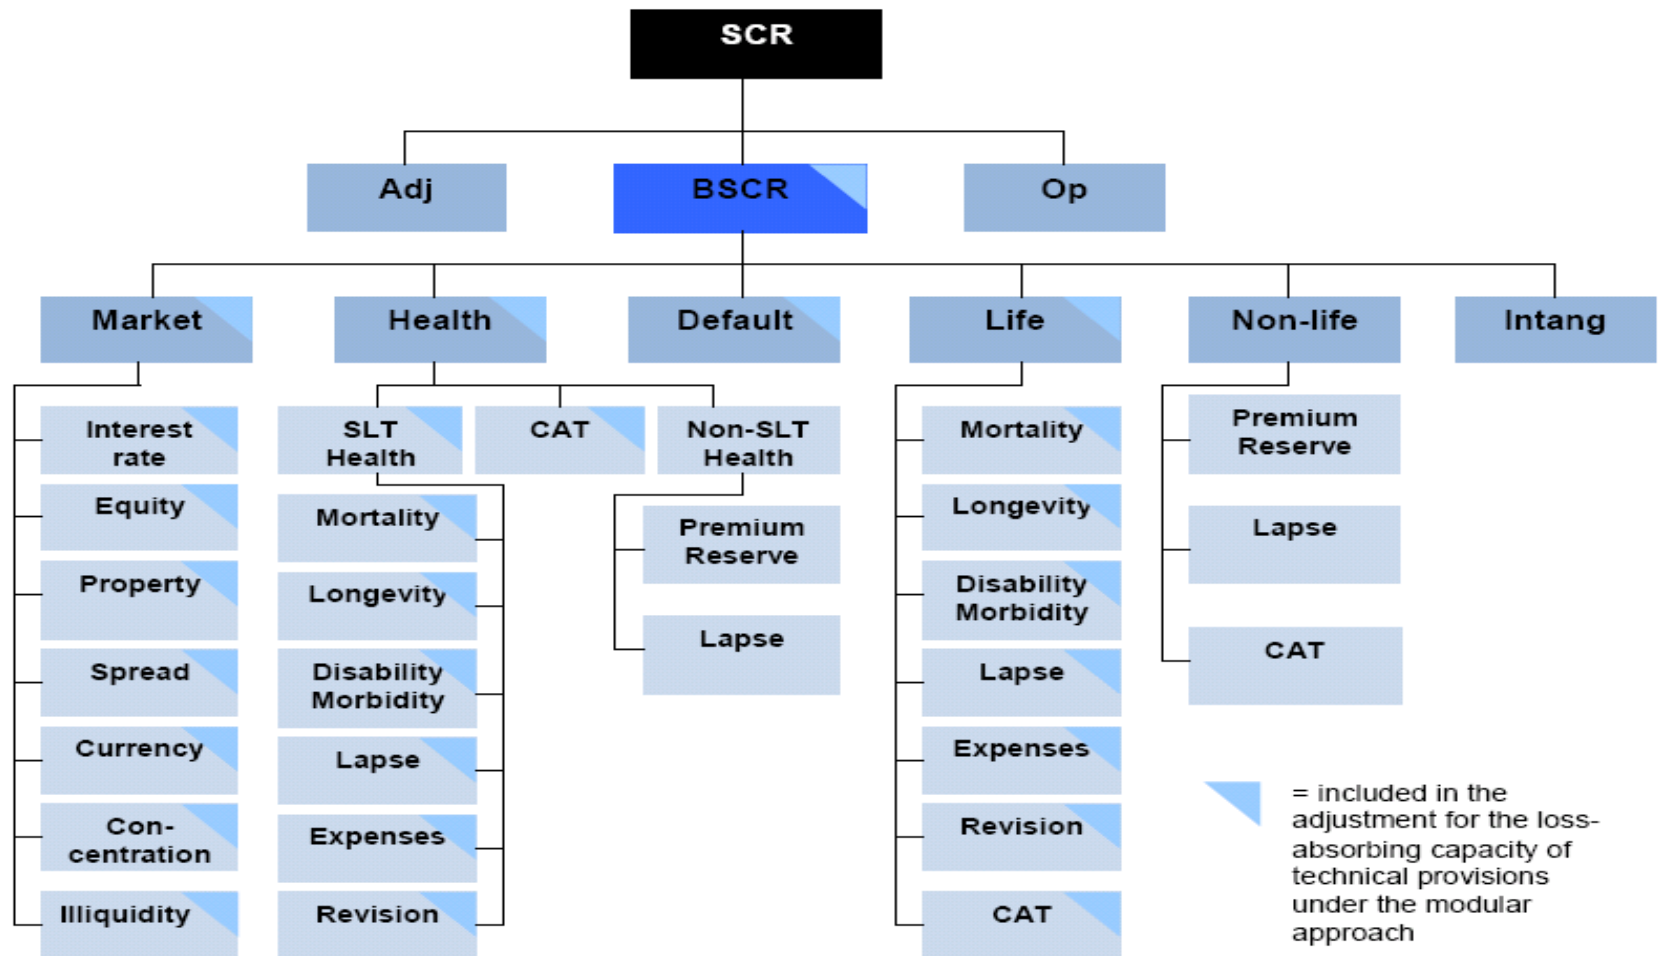 SCR
Adj
BSCR
Op
Market
Health
Default
Life
Non-life
Intang
Interest
rate
Equity
Property
Spread
Currency
Con-
centration
Illiquidity
SLT
Health
Mortality
Longevity
Disability
Morbidity
Lapse
Expenses
Revision
CAT
Non-SLT
Health
Premium
Reserve
Lapse
Mortality
Longevity
Disability
Morbidity
Lapse
Expenses
Revision
CAT
Premium
Reserve
Lapse
CAT
= included in the
adjustment for the loss-
absorbing capacity of
technical provisions
under the modular
approach